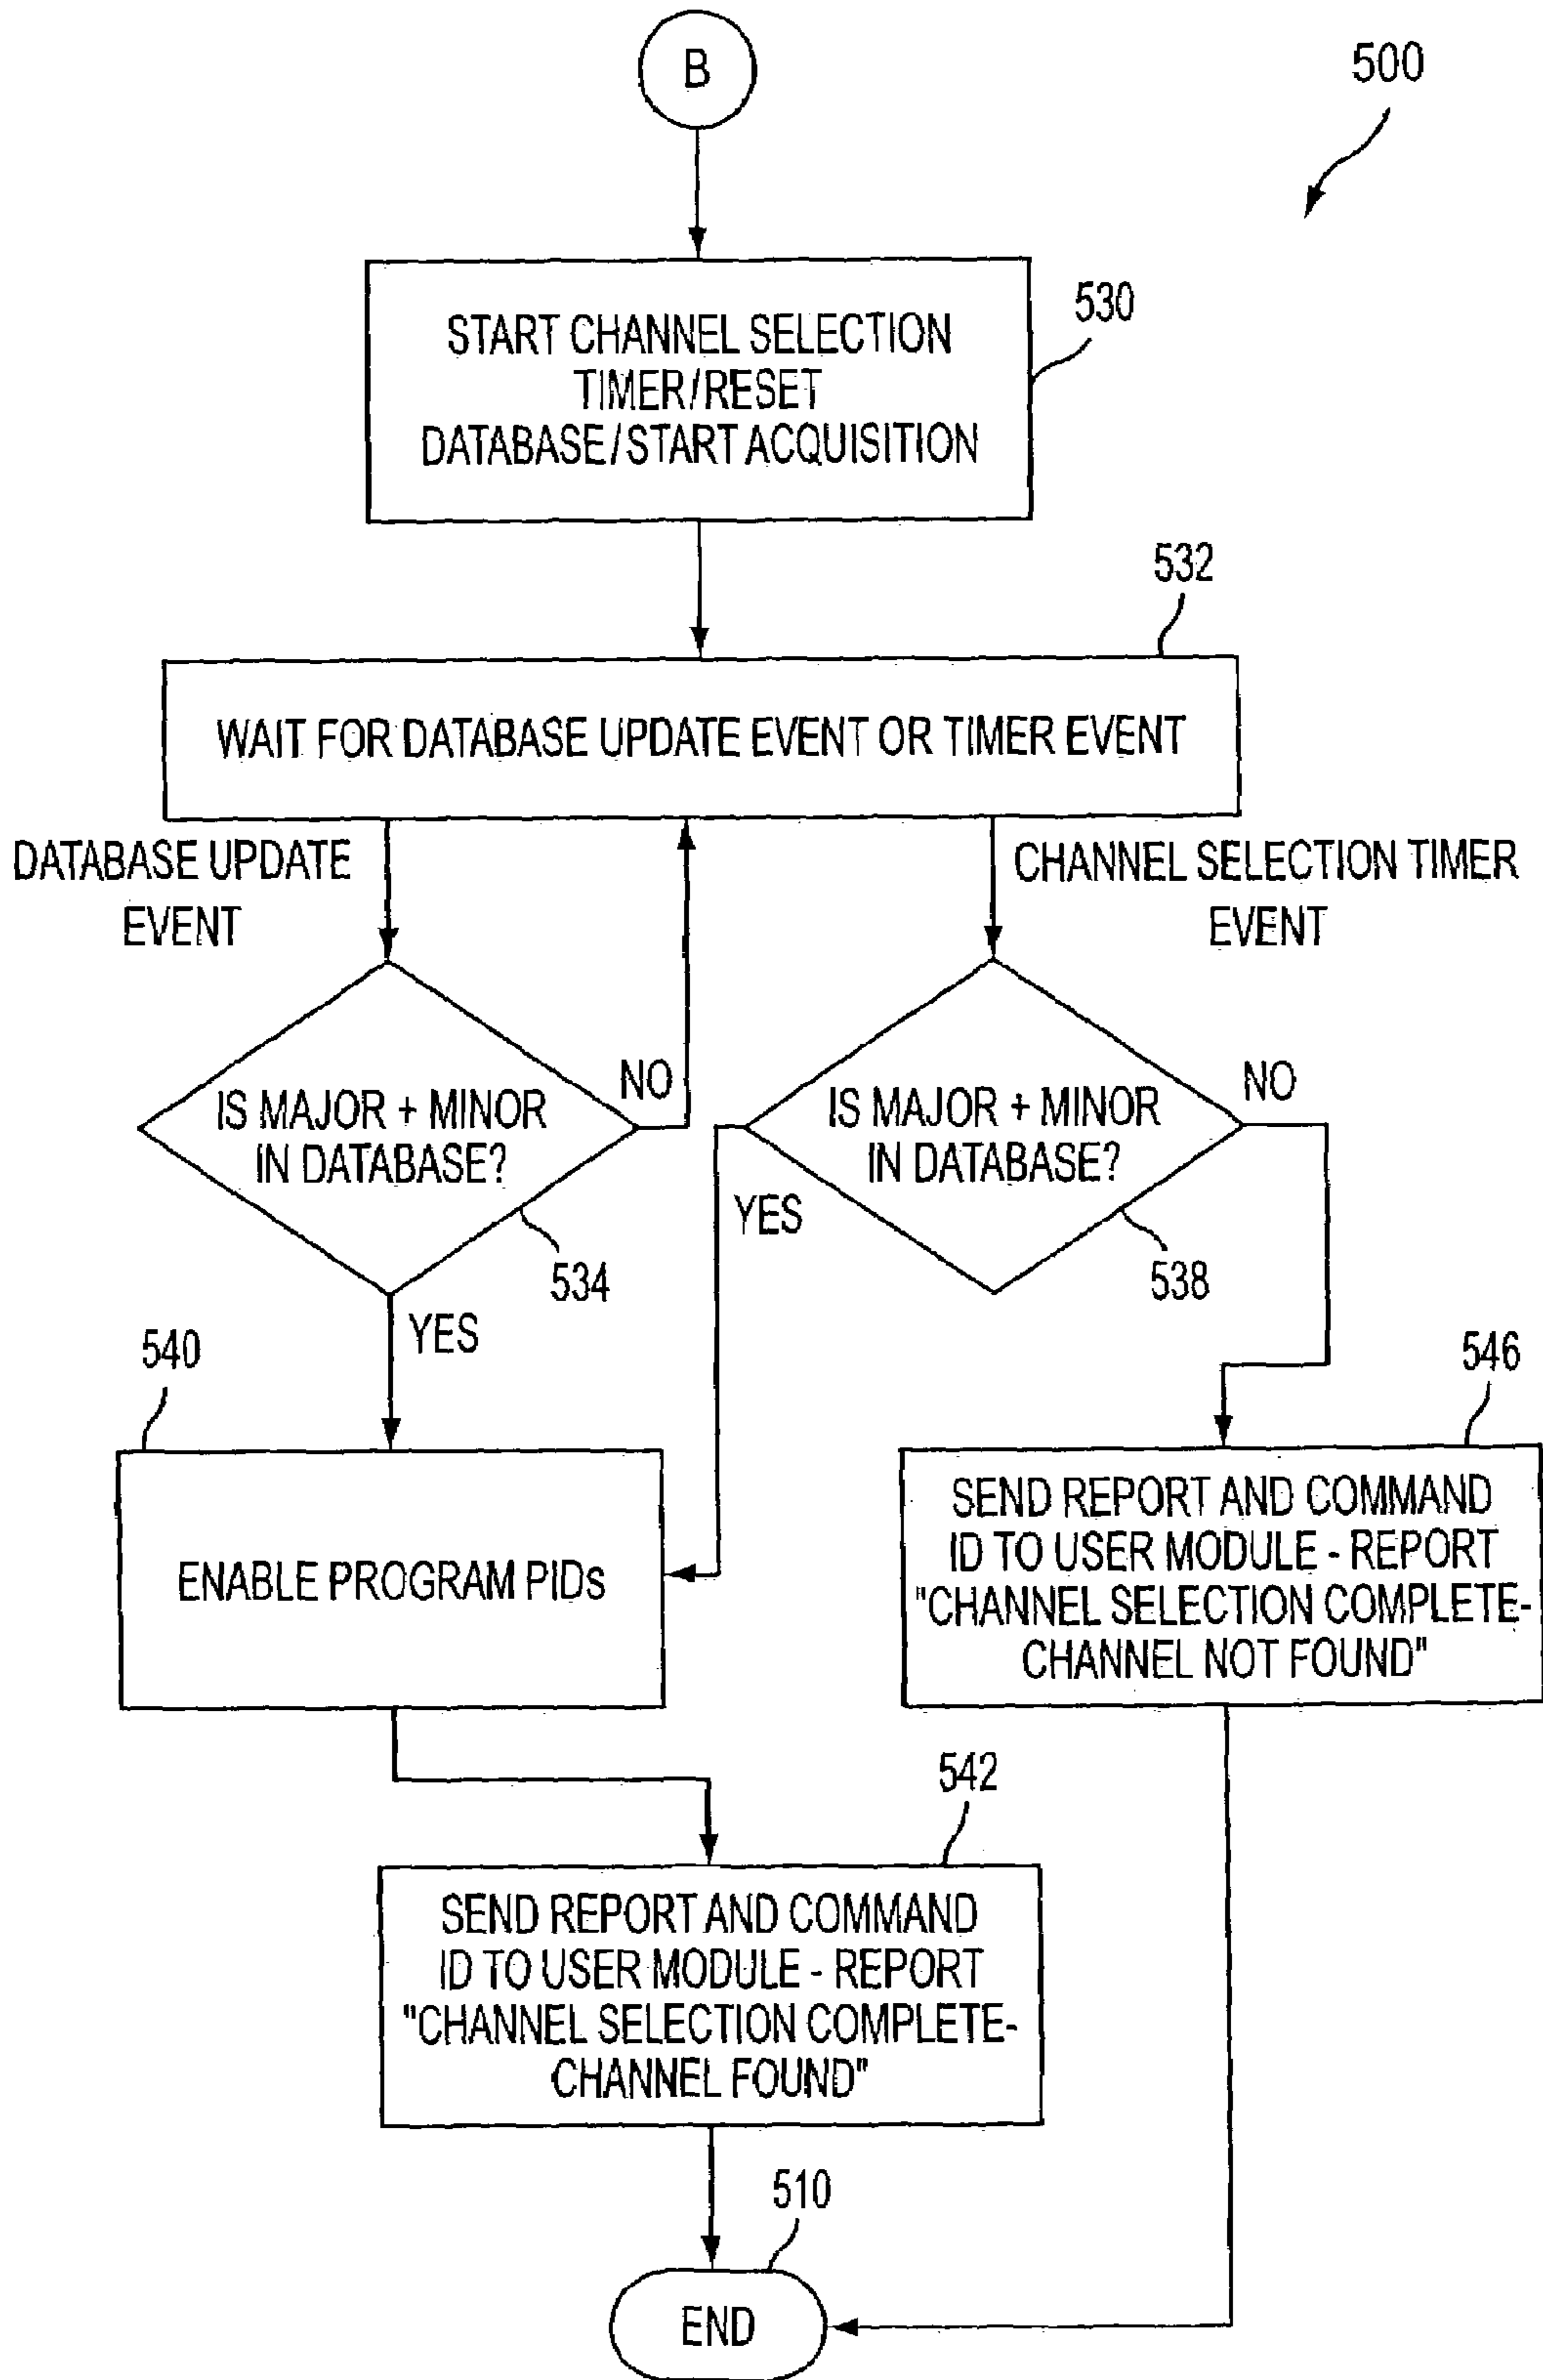 B
500
START CHANNEL SELECTION
TIMER/RESET
DATABASE/START ACQUISITION
530
532
WAIT FOR DATABASE UPDATE EVENT OR TIMER EVENT
DATABASE UPDATE
EVENT
CHANNEL SELECTION TIMER
EVENT
IS MAJOR + MINOR
IN DATABASE?
NO
534
YES
IS MAJOR + MINOR
IN DATABASE?
NO
YES
538
540
ENABLE PROGRAM PIDs
546
SEND REPORT AND COMMAND
ID TO USER MODULE - REPORT
"CHANNEL SELECTION COMPLETE-
CHANNEL NOT FOUND"
542
SEND REPORT AND COMMAND
ID TO USER MODULE - REPORT
"CHANNEL SELECTION COMPLETE-
CHANNEL FOUND"
510
END